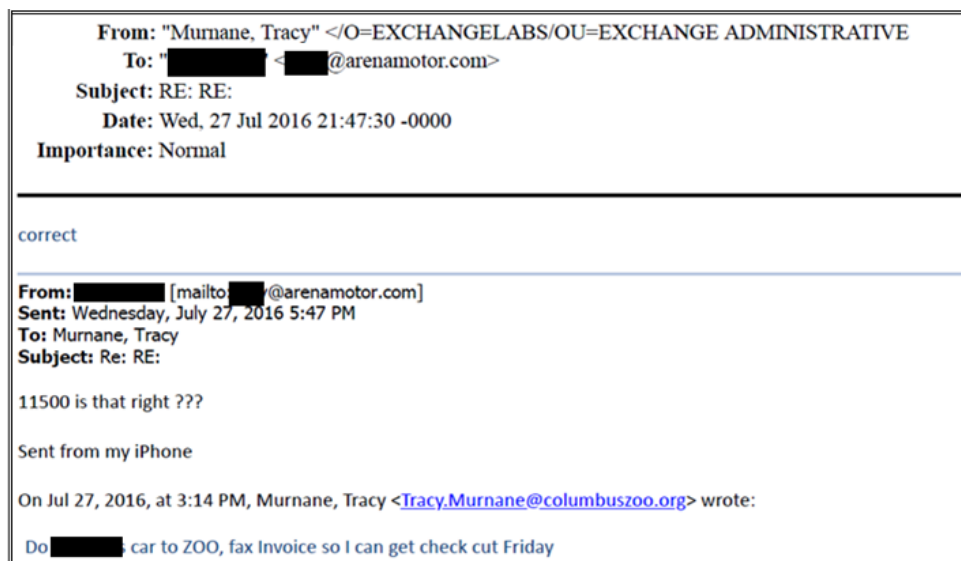 From: "Murnane, Tracy" </O=EXCHANGELABS/OU=EXCHANGE ADMINISTRATIVE
To: " ' < @arenamotor.com>
Subject: RE: RE:
Date: Wed, 27 Jul 2016 21:47:30 -0000
Importance: Normal
correct
From: [mailto: @arenamotor.com]
Sent: Wednesday, July 27, 2016 5:47 PM
To: Murnane, Tracy
Subject: Re: RE:
11500 is that right ???
Sent from my iPhone
On Jul 27, 2016, at 3:14 PM, Murnane, Tracy <Tracy.Murnane@columbuszoo.org> wrote:
Do s car to ZOO, fax Invoice so I can get check cut Friday